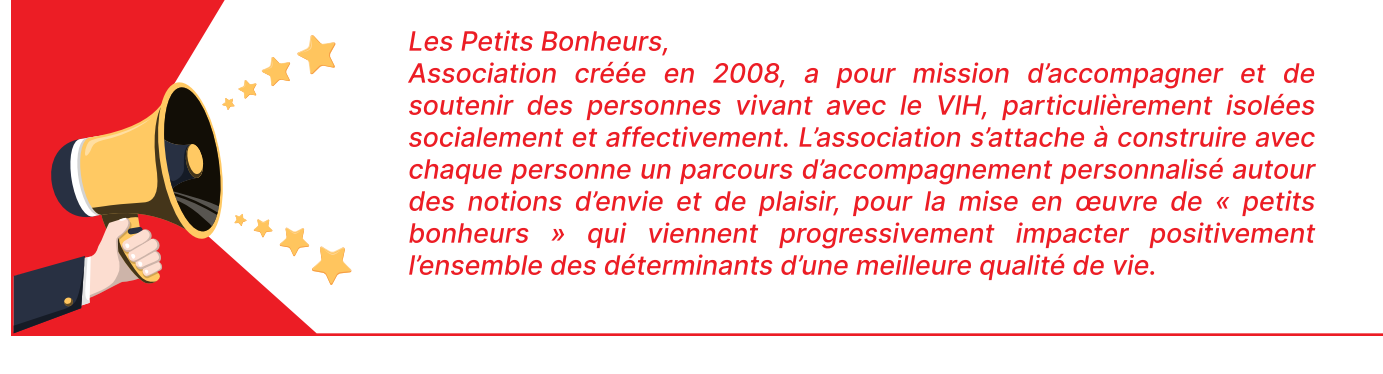 Les Petits Bonheurs,
Association créée en 2008, a pour mission d’accompagner et de
soutenir des personnes vivant avec le VIH, particulièrement isolées
socialement et affectivement. L’association s’attache à construire avec
chaque personne un parcours d’accompagnement personnalisé autour
des notions d’envie et de plaisir, pour la mise en œuvre de « petits
bonheurs » qui viennent progressivement impacter positivement
l’ensemble des déterminants d’une meilleure qualité de vie.